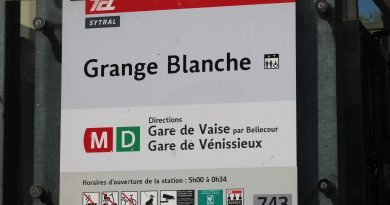 TCL
SYTRAL
Grange Blanche
Directions
M D Gare de Vaise par Bellecour
Gare de Vénissieux
Horaires d'ouverture de la station : 5h00 à 0h34
743